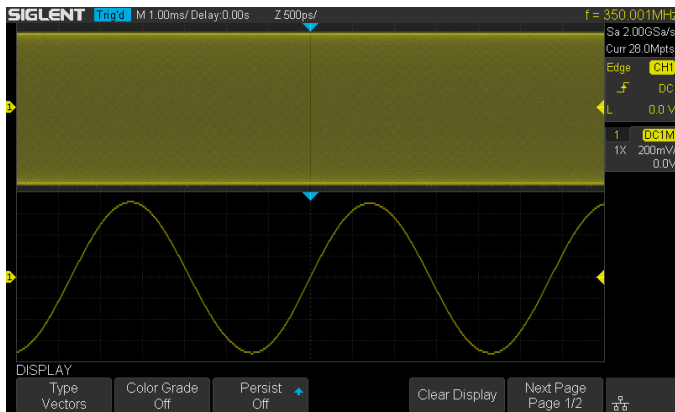 SIGLENT Trig'd M 1.00ms/ Delay:0.00s Z 500ps/ f = 350.001MHz
Sa 2.00GSa/s
Curr 28.0Mpts
Edge CH1
DC
L 0.0 V
1 DC1M
1X 200mV/
0.0V
1
1
DISPLAY
Type
Vectors
Color Grade
Off
Persist
Off
Clear Display
Next Page
Page 1/2